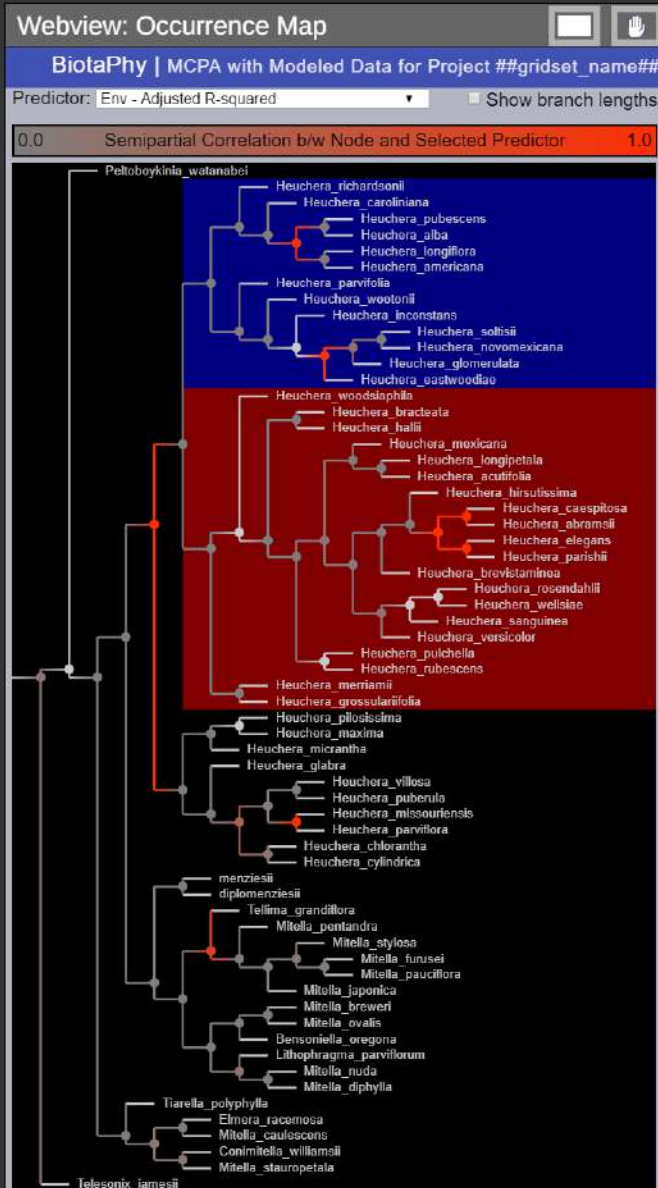 Webview: Occurrence Map
BiotaPhy | MCPA with Modeled Data for Project ##gridset_name##
Predictor: Env - Adjusted R-squared Show branch lengths
0.0 Semipartial Correlation b/w Node and Selected Predictor 1.0
Peltoboykinia_watanabei
Heuchera_richardsonii
Heuchera_caroliniana
Heuchera_pubescens
Heuchera_alba
Heuchera_longiflora
Heuchera_americana
Heuchera_parvifolia
Heuchera_wootonii
Heuchera_inconstans
Heuchera_soltisii
Heuchera_novomexicana
Heuchera_glomerulata
Heuchera_eastwoodiae
Heuchera_woodsiaphila
Heuchera_bracteata
Heuchera_hallii
Heuchera_mexicana
Heuchera_longipetala
Heuchera_acutifolia
Heuchera_hirsutissima
Heuchera_caespitosa
Heuchera_abramsii
Heuchera_elegans
Heuchera_parishii
Heuchera_brevistaminea
Heuchera_rosendahlii
Heuchera_wellsiae
Heuchera_sanguinea
Heuchera_versicolor
Heuchera_pulchella
Heuchera_rubescens
Heuchera_merriamii
Heuchera_grossulariifolia
Heuchera_pilosissima
Heuchera_maxima
Heuchera_micrantha
Heuchera_glabra
Heuchera_villosa
Heuchera_puberula
Heuchera_missouriensis
Heuchera_parviflora
Heuchera_chlorantha
Heuchera_cylindrica
menziesii
diplomenziesii
Tellima_grandiflora
Mitella_pentandra
Mitella_stylosa
Mitella_furusei
Mitella_pauciflora
Mitella_japonica
Mitella_breweri
Mitella_ovalis
Bensoniella_oregona
Lithophragma_parviflorum
Mitella_nuda
Mitella_diphylla
Tiarella_polyphylla
Elmera_racemosa
Mitella_caulescens
Conimitella_williamsii
Mitella_stauropetala
Telesonix_jamesii